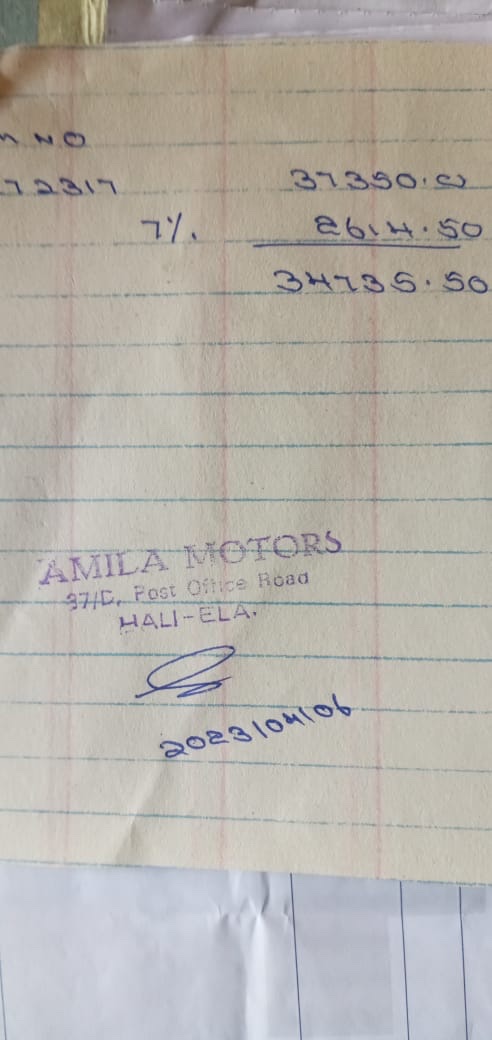 NO
72317 37350.00
7%. 2614.50
34735.50
AMILA MOTORS
37/C, Post Office Road
HALI-ELA.
2023/04/06